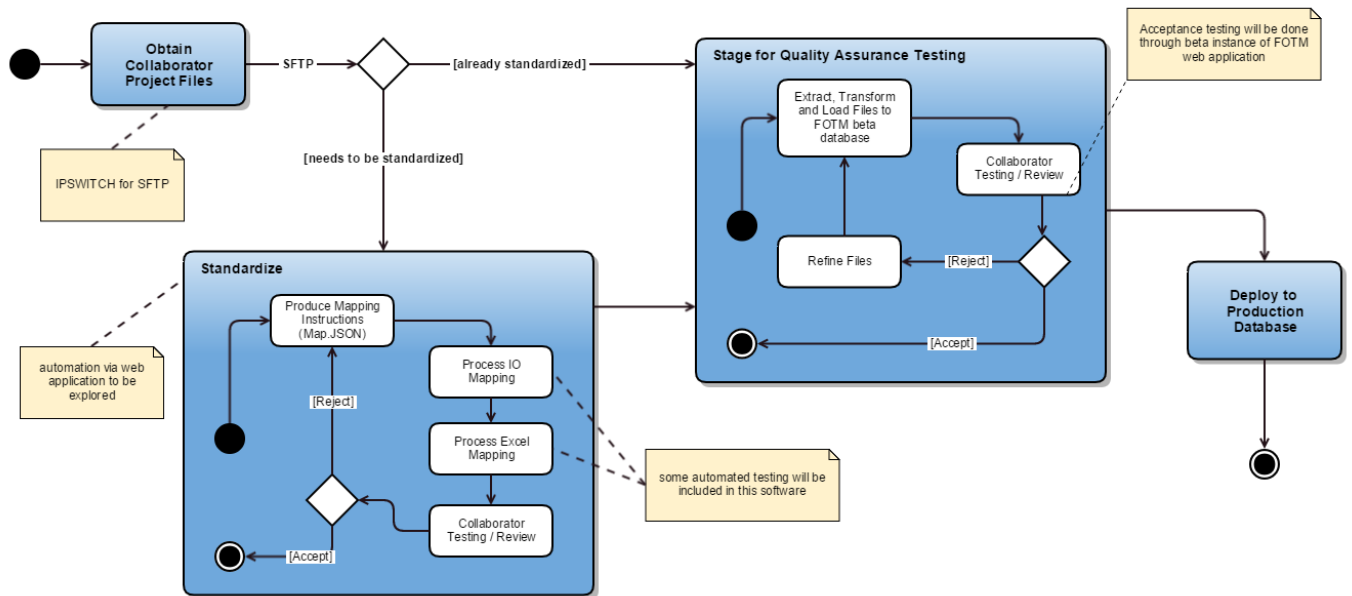 Obtain
Collaborator
Project Files
SFTP
[already standardized]
[needs to be standardized]
IPSWITCH for SFTP
Stage for Quality Assurance Testing
Extract, Transform
and Load Files to
FOTM beta
database
Collaborator
Testing / Review
Refine Files
[Reject]
[Accept]
Acceptance testing will be done
through beta instance of FOTM
web application
Standardize
Produce Mapping
Instructions
(Map.JSON)
Process IO
Mapping
Process Excel
Mapping
Collaborator
Testing / Review
[Reject]
[Accept]
automation via web
application to be
explored
some automated testing will be
included in this software
Deploy to
Production
Database